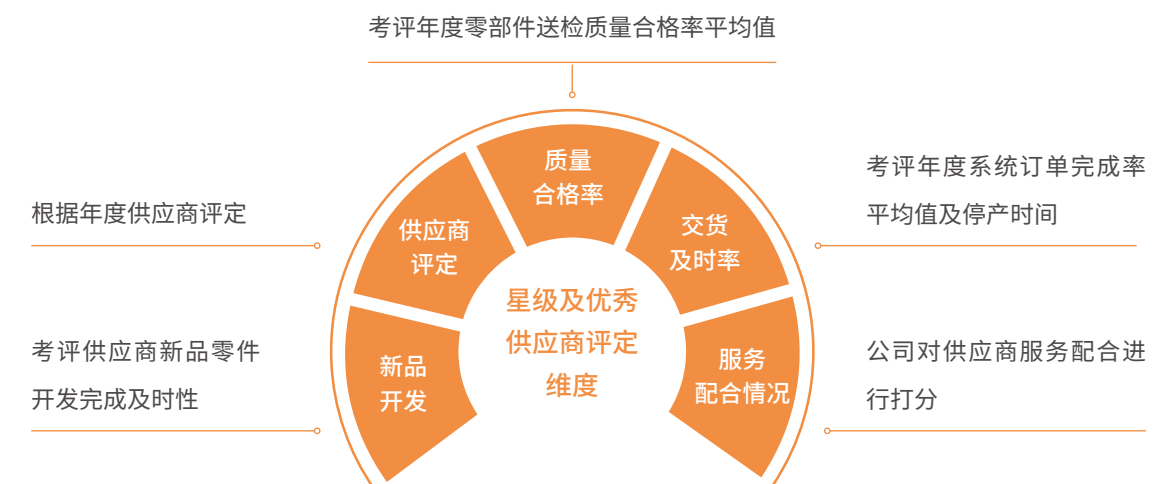 考评年度零部件送检质量合格率平均值
质量
合格率
考评年度系统订单完成率
平均值及停产时间
根据年度供应商评定
供应商
评定
交货
及时率
星级及优秀
供应商评定
维度
考评供应商新品零件
开发完成及时性
新品
开发
服务
配合情况
公司对供应商服务配合进
行打分